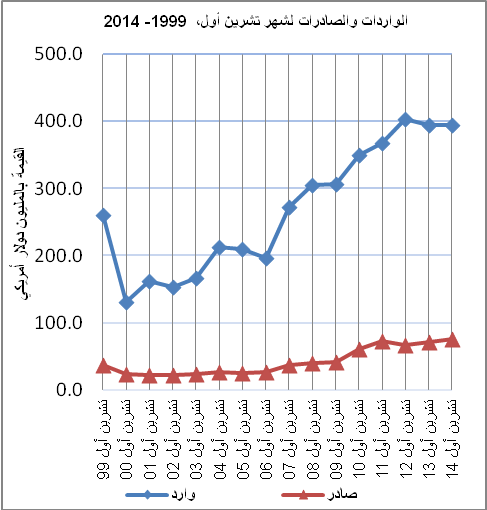 الواردات والصادرات لشهر تشرين أول، 1999- 2014
القيمة بالمليون دولار أمريكي
500.0
400.0
300.0
200.0
100.0
0.0
تشرين أول 99
تشرين أول 00
تشرين أول 01
تشرين أول 02
تشرين أول 03
تشرين أول 04
تشرين أول 05
تشرين أول 06
تشرين أول 07
تشرين أول 08
تشرين أول 09
تشرين أول 10
تشرين أول 11
تشرين أول 12
تشرين أول 13
تشرين أول 14
وارد
صادر